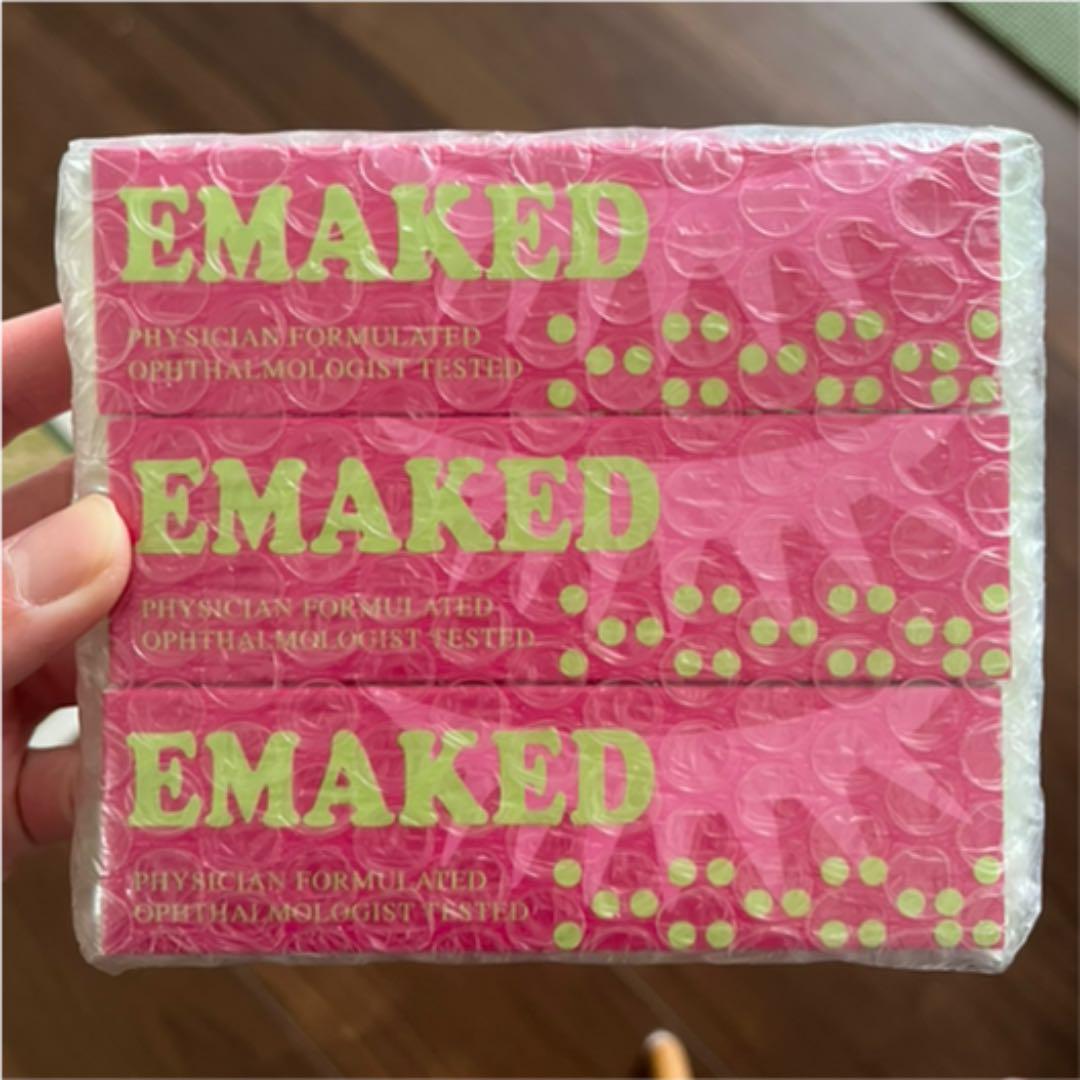 EMAKED
PHYSICIAN FORMULATED
OPHTHALMOLOGIST TESTED
EMAKED
PHYSICIAN FORMULATED
OPHTHALMOLOGIST TESTED
EMAKED
PHYSICIAN FORMULATED
OPHTHALMOLOGIST TESTED